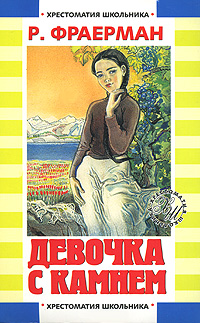 • ХРЕСТОМАТИЯ ШКОЛЬНИКА •
Р. ФРАЕРМАН
ДЕВОЧКА
С КАМНЕМ
• ХРЕСТОМАТИЯ ШКОЛЬНИКА •